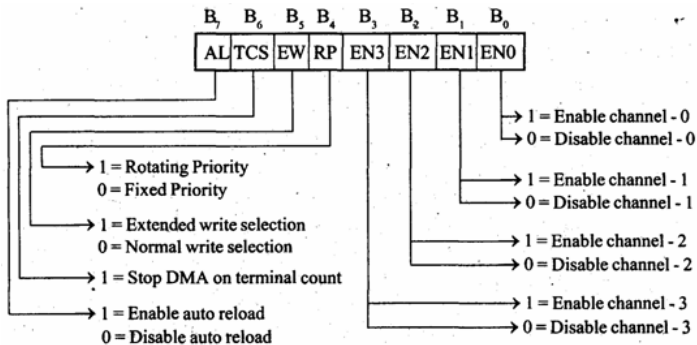 B₇ B₆ B₅ B₄ B₃ B₂ B₁ B₀
AL TCS EW RP EN3 EN2 EN1 EN0
1 = Enable channel - 0
0 = Disable channel - 0
1 = Rotating Priority
0 = Fixed Priority
1 = Enable channel - 1
0 = Disable channel - 1
1 = Extended write selection
0 = Normal write selection
1 = Enable channel - 2
0 = Disable channel - 2
1 = Stop DMA on terminal count
1 = Enable auto reload
0 = Disable auto reload
1 = Enable channel - 3
0 = Disable channel - 3